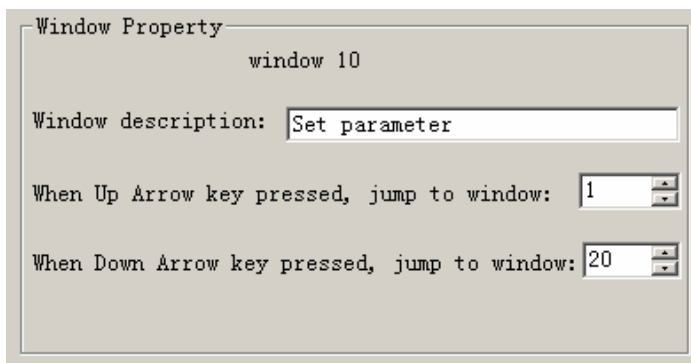 Window Property
window 10
Window description: Set parameter
When Up Arrow key pressed, jump to window: 1
When Down Arrow key pressed, jump to window: 20